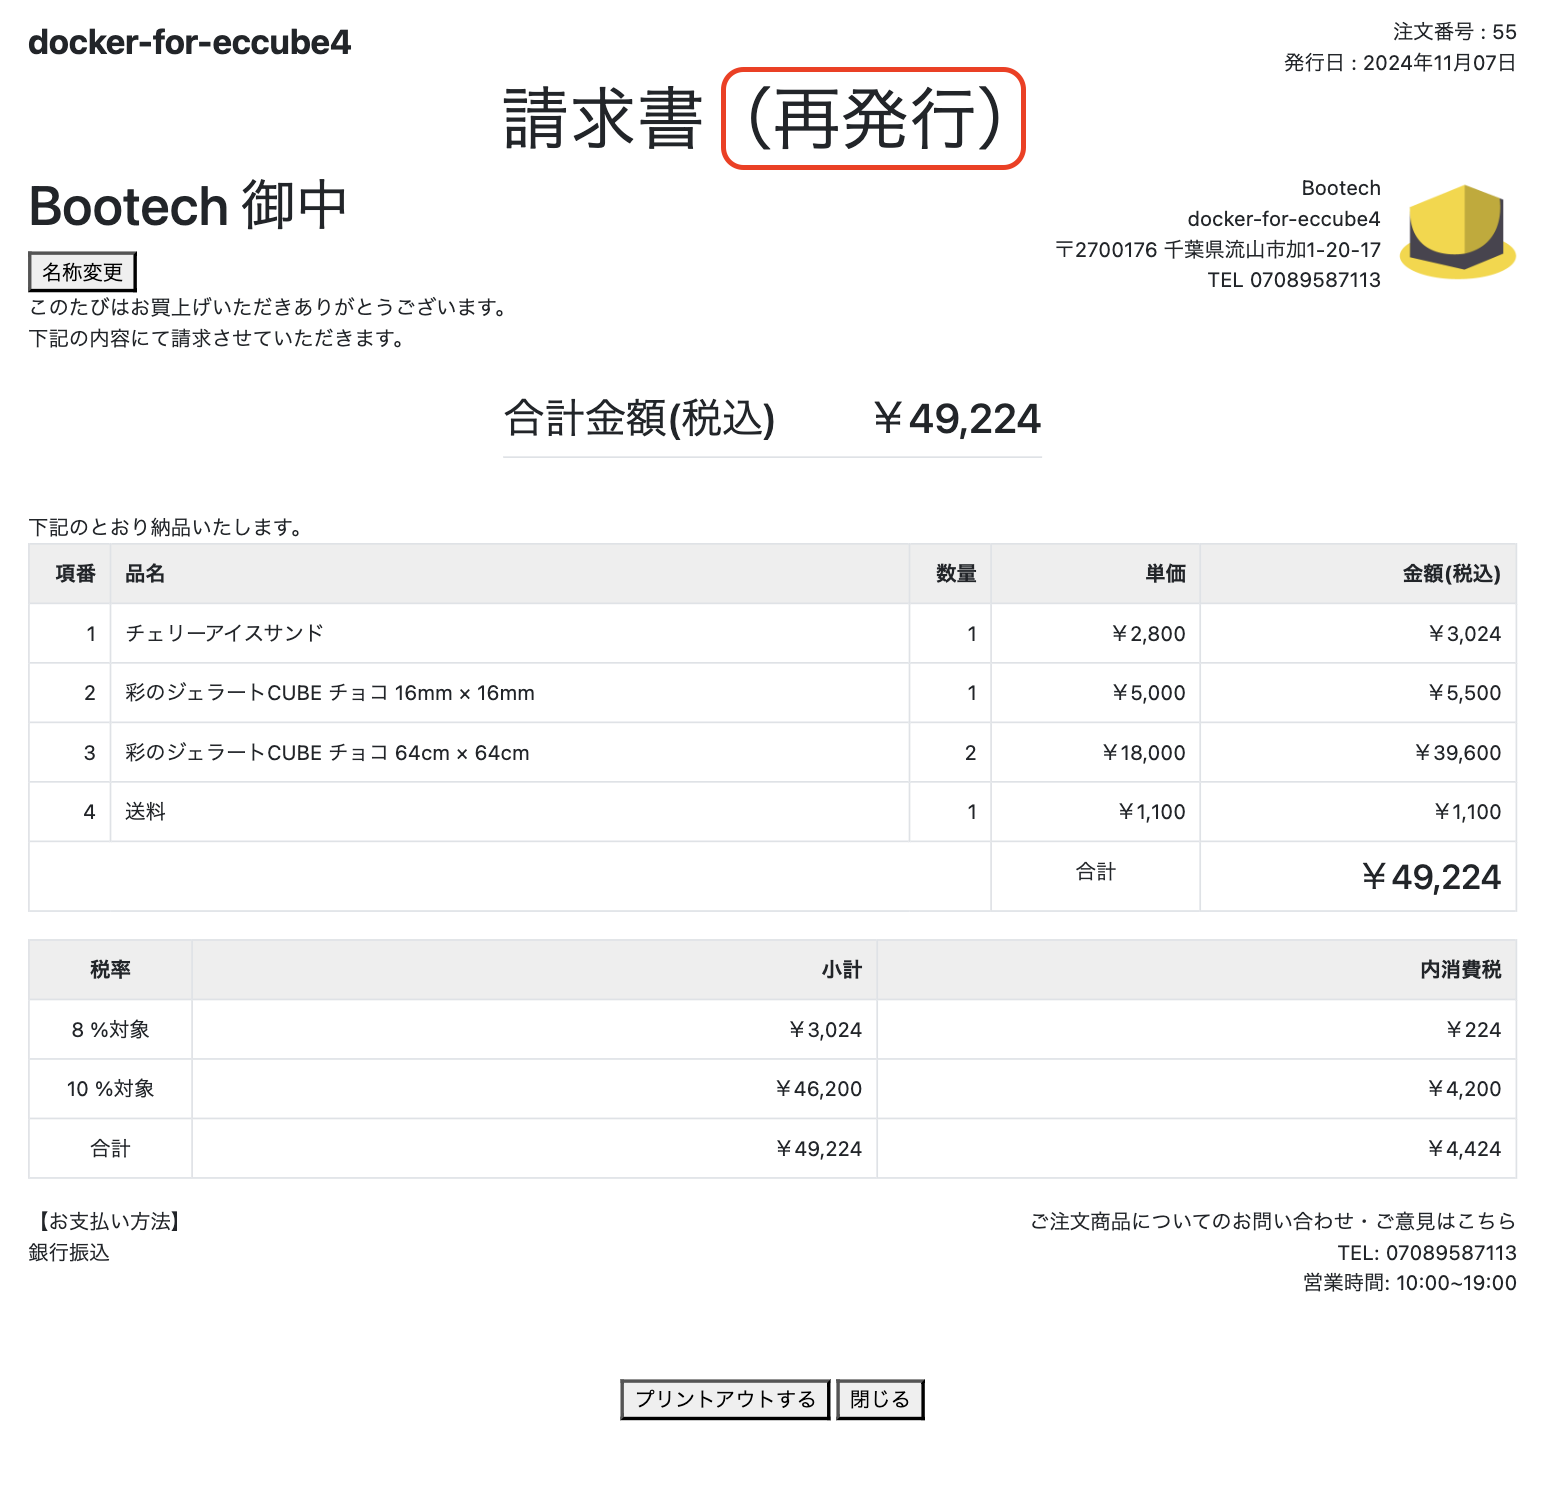 docker-for-eccube4
注文番号 : 55
発行日 : 2024年11月07日
請求書（再発行）
Bootech 御中
名称変更
このたびはお買上げいただきありがとうございます。
下記の内容にて請求させていただきます。
Bootech
docker-for-eccube4
〒2700176 千葉県流山市加1-20-17
TEL 07089587113
合計金額(税込) ￥49,224
下記のとおり納品いたします。
項番 品名 数量 単価 金額(税込)
1 チェリーアイスサンド 1 ￥2,800 ￥3,024
2 彩のジェラートCUBE チョコ 16mm × 16mm 1 ￥5,000 ￥5,500
3 彩のジェラートCUBE チョコ 64cm × 64cm 2 ￥18,000 ￥39,600
4 送料 1 ￥1,100 ￥1,100
合計 ￥49,224
税率 小計 内消費税
8 %対象 ￥3,024 ￥224
10 %対象 ￥46,200 ￥4,200
合計 ￥49,224 ￥4,424
【お支払い方法】
銀行振込
ご注文商品についてのお問い合わせ・ご意見はこちら
TEL: 07089587113
営業時間: 10:00~19:00
プリントアウトする 閉じる